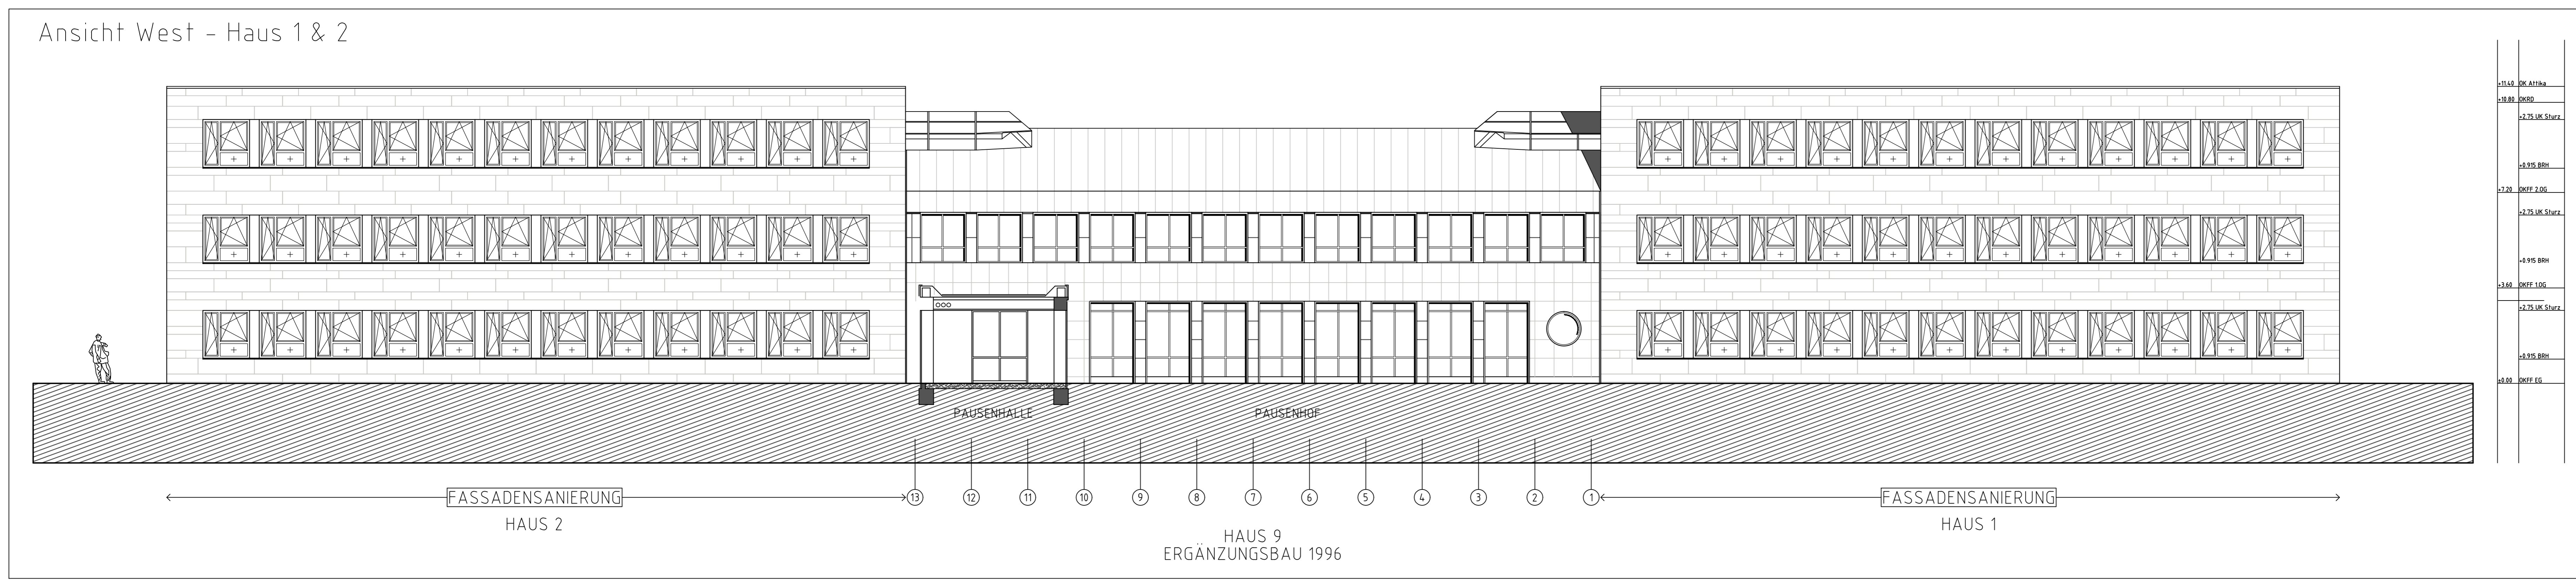 Ansicht West - Haus 1 & 2
+11.40 OK Attika
+10.80 OKRD
+2.75 UK Sturz
+0.915 BRH
+7.20 OKFF 2.OG
+2.75 UK Sturz
+0.915 BRH
+3.60 OKFF 1.OG
+2.75 UK Sturz
+0.915 BRH
±0.00 OKFF EG
PAUSENHALLE PAUSENHOF
FASSADENSANIERUNG 13 12 11 10 9 8 7 6 5 4 3 2 1 FASSADENSANIERUNG
HAUS 2 HAUS 1
HAUS 9
ERGÄNZUNGSBAU 1996